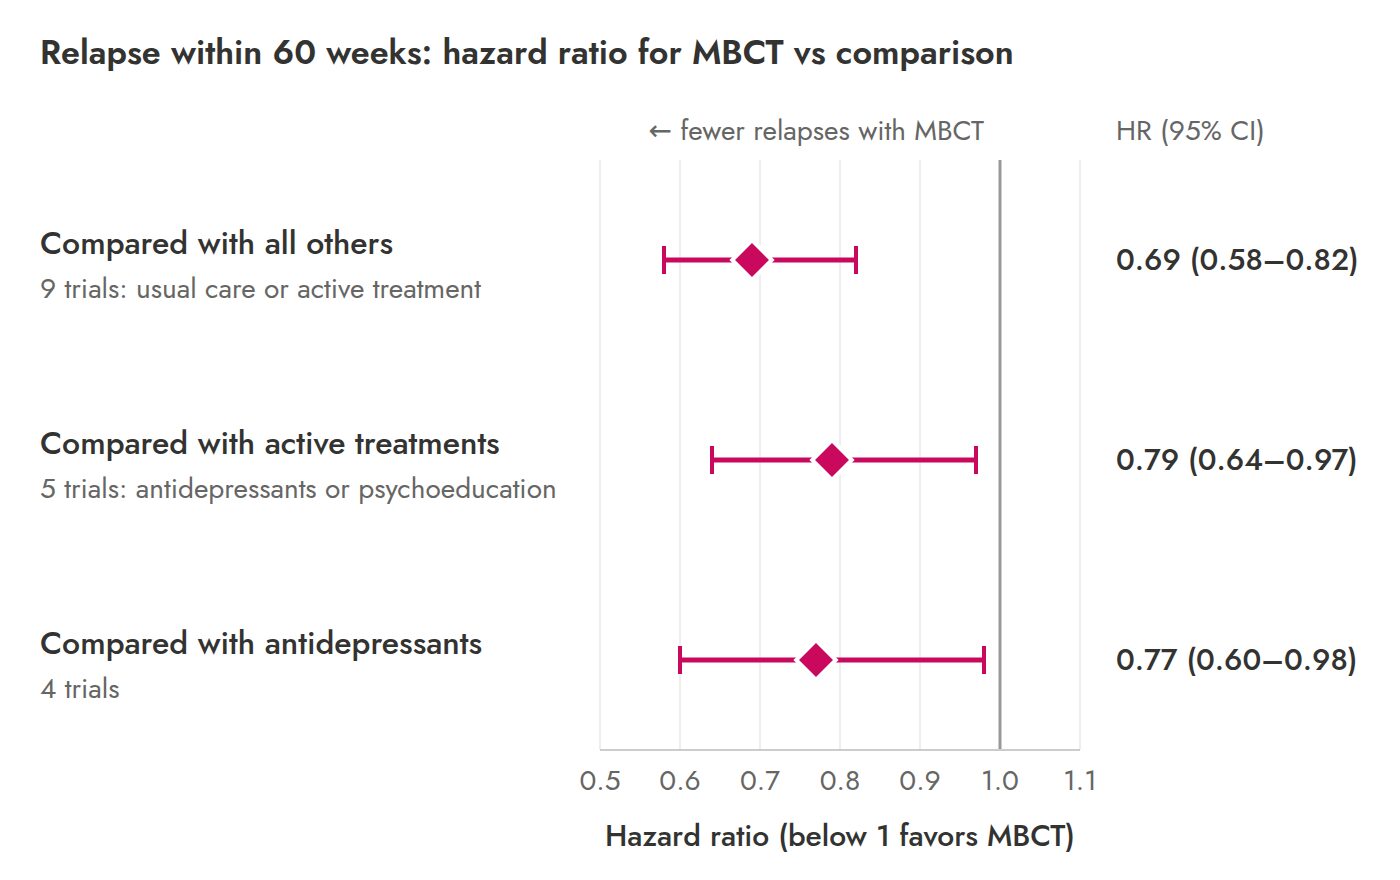 Relapse within 60 weeks: hazard ratio for MBCT vs comparison
← fewer relapses with MBCT
HR (95% CI)
Compared with all others
9 trials: usual care or active treatment
0.69 (0.58–0.82)
Compared with active treatments
5 trials: antidepressants or psychoeducation
0.79 (0.64–0.97)
Compared with antidepressants
4 trials
0.77 (0.60–0.98)
0.5 0.6 0.7 0.8 0.9 1.0 1.1
Hazard ratio (below 1 favors MBCT)